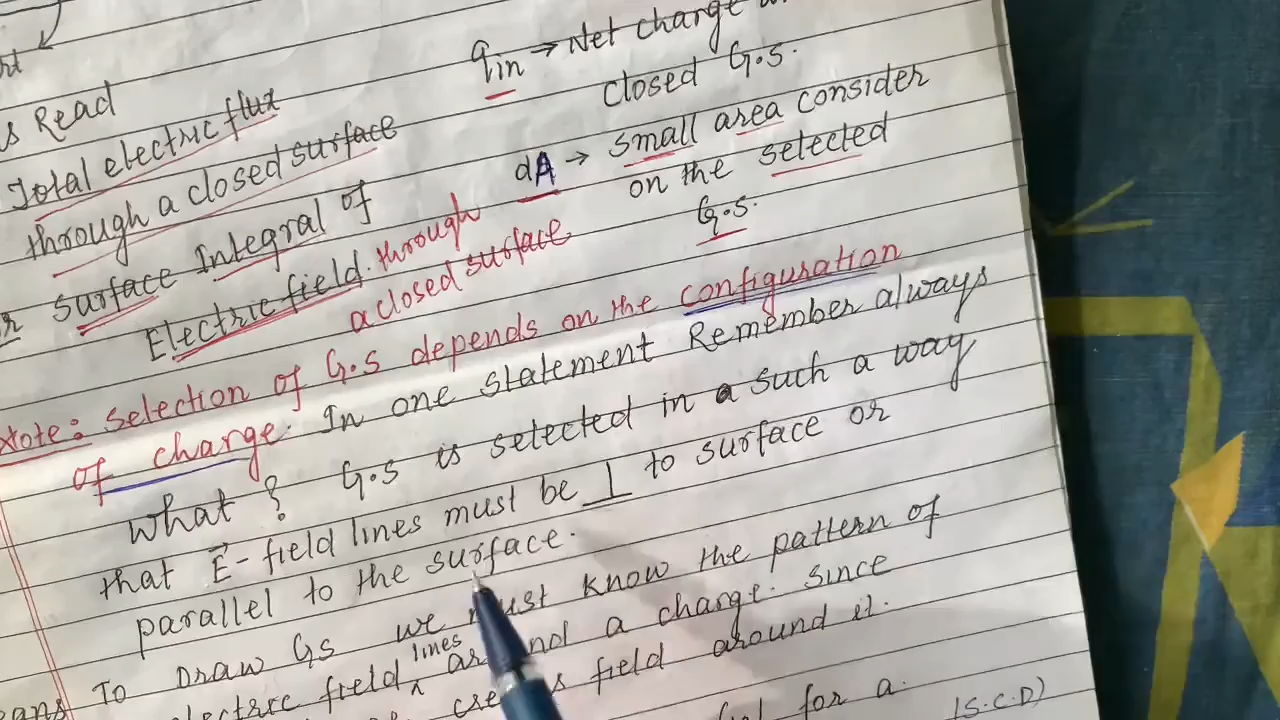 qin → Net charge
closed G.S.
s Read
Total electric flux
through a closed surface
dA → small area consider
on the selected
G.S.
surface Integral of
Electric field. through
a closed surface
Note: Selection of G.S depends on the configuration
of charge. In one statement Remember always
what? G.S is selected in a such a way
that E⃗-field lines must be ⊥ to surface or
parallel to the surface.
To Draw GS we must know the pattern of
electric field lines around a charge. Since
field around it.
for a (S.C.D)